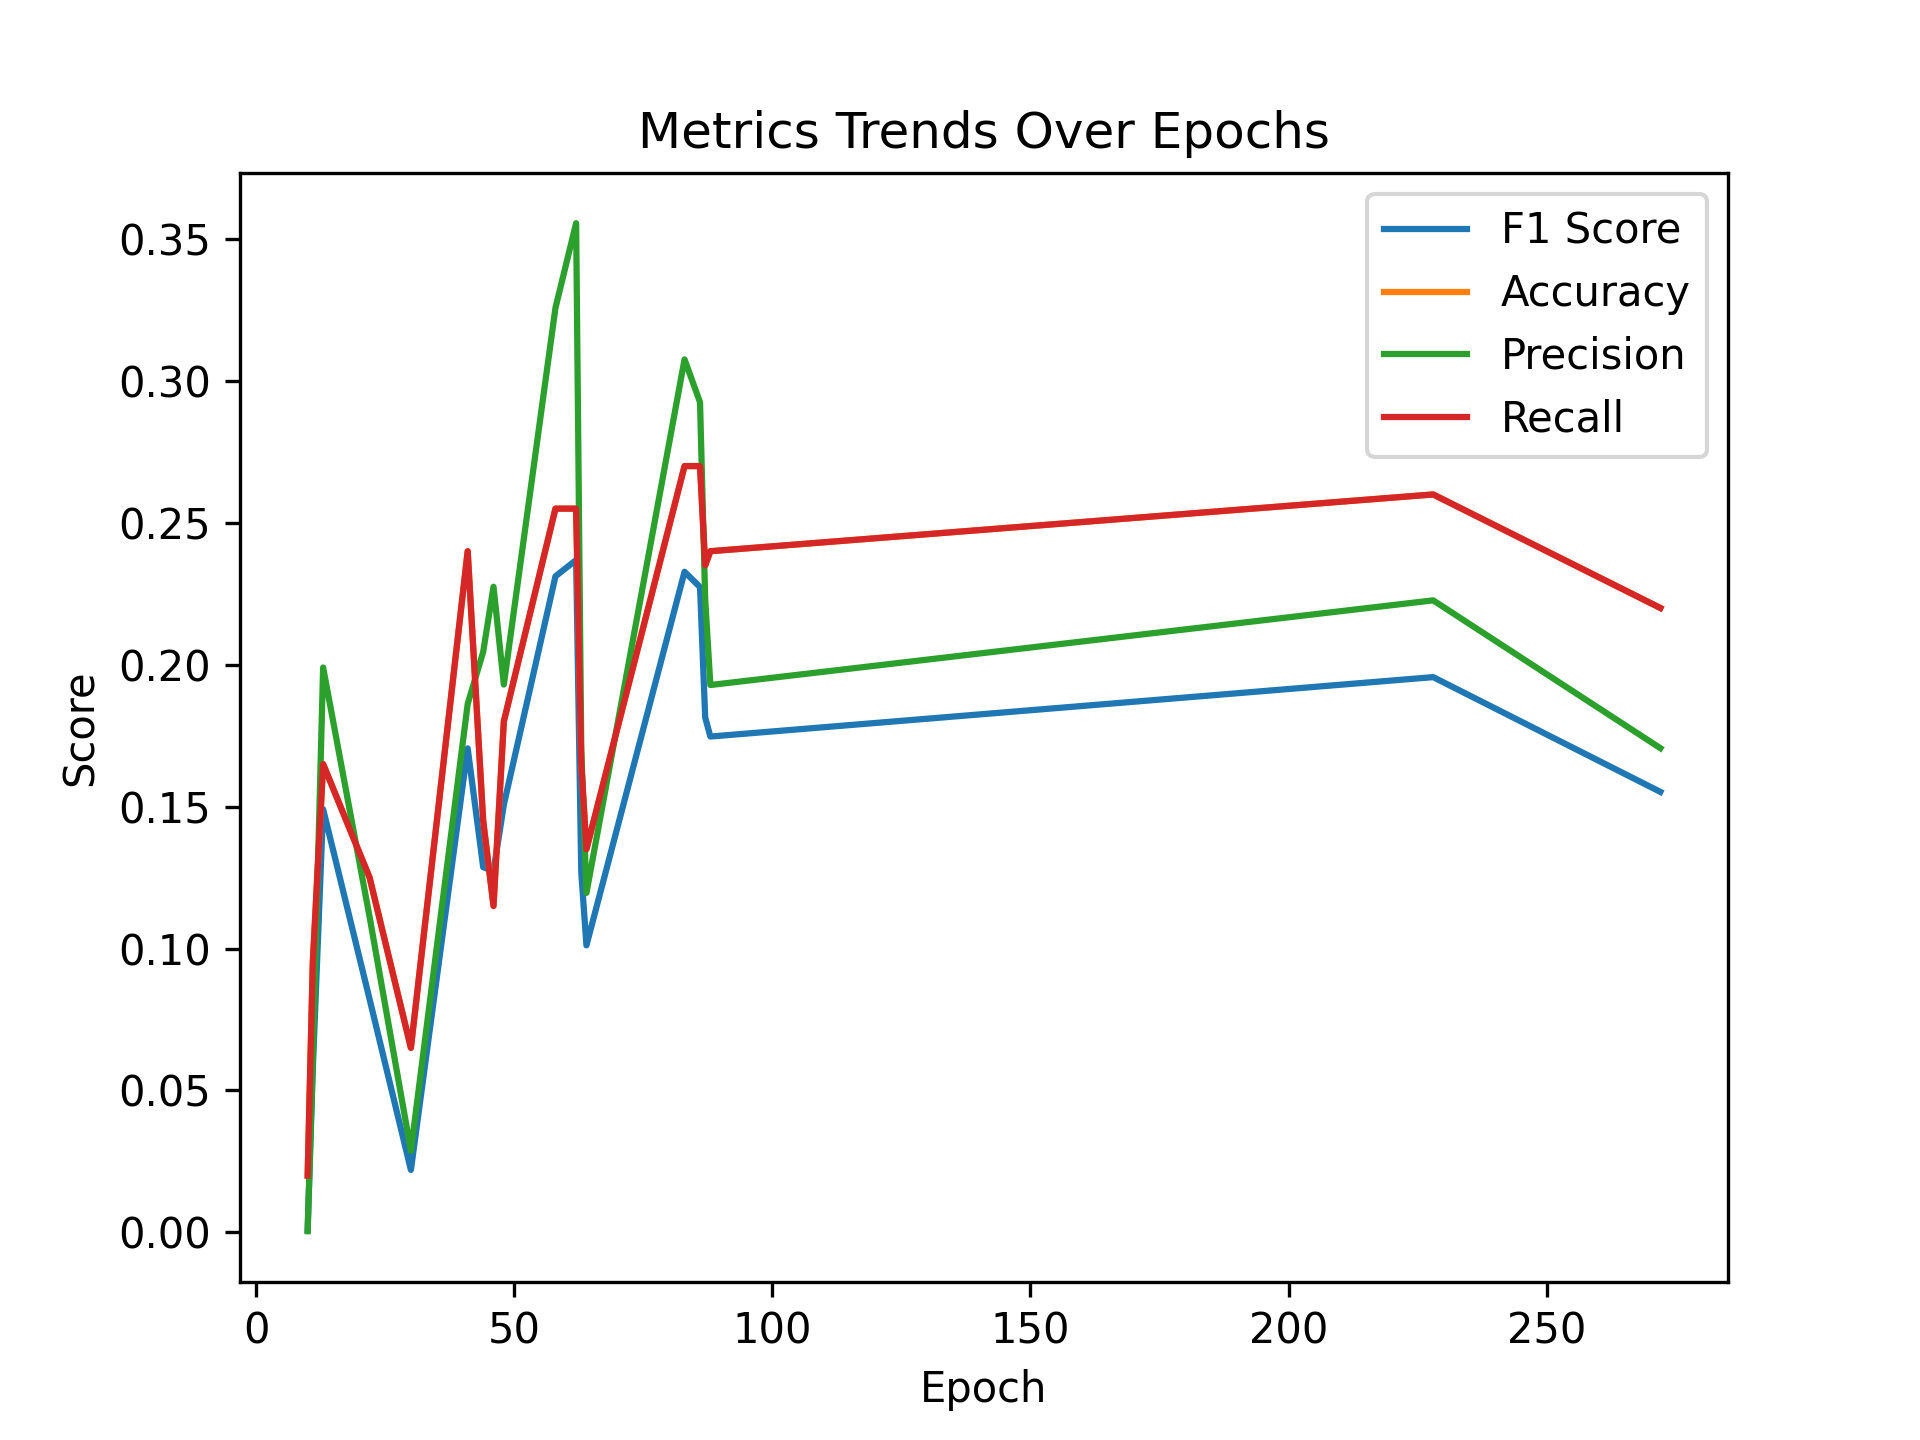 Metrics Trends Over Epochs
F1 Score
Accuracy
Precision
Recall
0.35
0.30
0.25
0.20
0.15
0.10
0.05
0.00
Score
0 50 100 150 200 250
Epoch